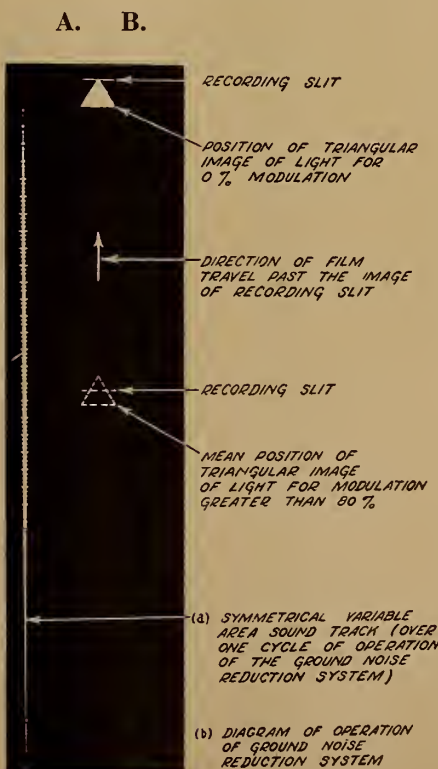 A. B.
RECORDING SLIT
POSITION OF TRIANGULAR
IMAGE OF LIGHT FOR
0 % MODULATION
DIRECTION OF FILM
TRAVEL PAST THE IMAGE
OF RECORDING SLIT
RECORDING SLIT
MEAN POSITION OF
TRIANGULAR IMAGE
OF LIGHT FOR MODULATION
GREATER THAN 80 %
(a) SYMMETRICAL VARIABLE
AREA SOUND TRACK (OVER
ONE CYCLE OF OPERATION
OF THE GROUND NOISE
REDUCTION SYSTEM)
(b) DIAGRAM OF OPERATION
OF GROUND NOISE
REDUCTION SYSTEM